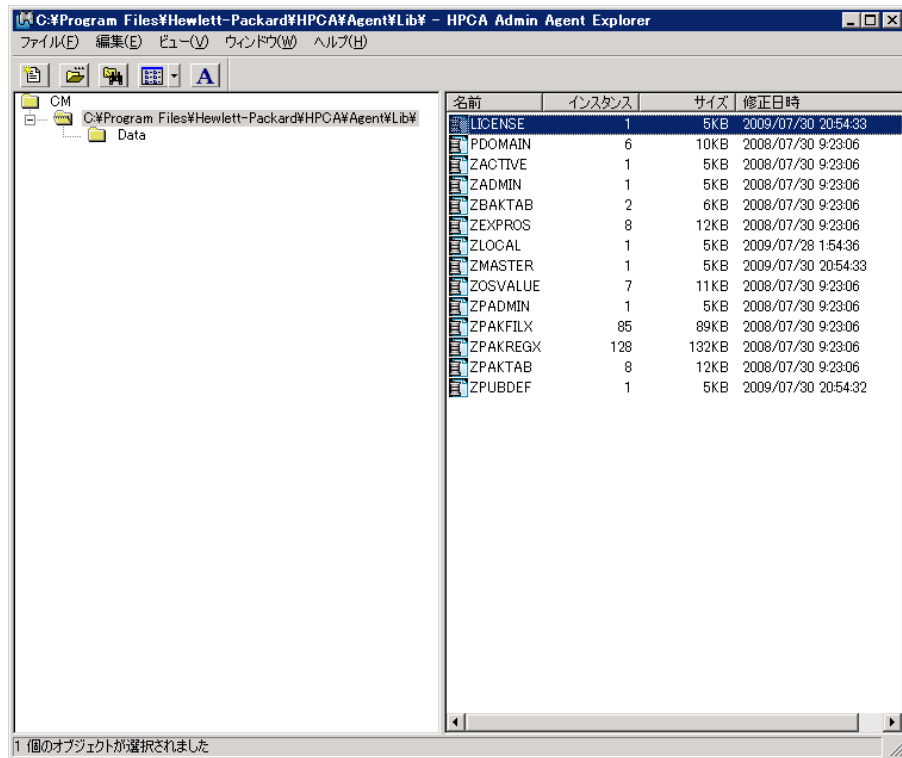 C:¥Program Files¥Hewlett-Packard¥HPCA¥Agent¥Lib¥ - HPCA Admin Agent Explorer
ファイル(F) 編集(E) ビュー(V) ウィンドウ(W) ヘルプ(H)
A
CM
C:¥Program Files¥Hewlett-Packard¥HPCA¥Agent¥Lib¥
Data
名前 インスタンス サイズ 修正日時
LICENSE 1 5KB 2009/07/30 20:54:33
PDOMAIN 6 10KB 2008/07/30 9:23:06
ZACTIVE 1 5KB 2008/07/30 9:23:06
ZADMIN 1 5KB 2008/07/30 9:23:06
ZBAKTAB 2 6KB 2008/07/30 9:23:06
ZEXPROS 8 12KB 2008/07/30 9:23:06
ZLOCAL 1 5KB 2009/07/28 1:54:36
ZMASTER 1 5KB 2009/07/30 20:54:33
ZOSVALUE 7 11KB 2008/07/30 9:23:06
ZPADMIN 1 5KB 2008/07/30 9:23:06
ZPAKFILX 85 89KB 2008/07/30 9:23:06
ZPAKREGX 128 132KB 2008/07/30 9:23:06
ZPAKTAB 8 12KB 2008/07/30 9:23:06
ZPUBDEF 1 5KB 2009/07/30 20:54:32
1 個のオブジェクトが選択されました